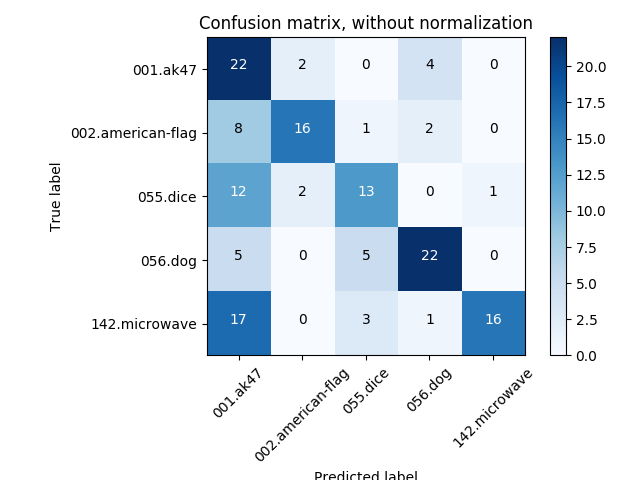 Confusion matrix, without normalization
001.ak47 22 2 0 4 0
002.american-flag 8 16 1 2 0
055.dice 12 2 13 0 1
056.dog 5 0 5 22 0
142.microwave 17 0 3 1 16
001.ak47
002.american-flag
055.dice
056.dog
142.microwave
True label
Predicted label
20.0
17.5
15.0
12.5
10.0
7.5
5.0
2.5
0.0